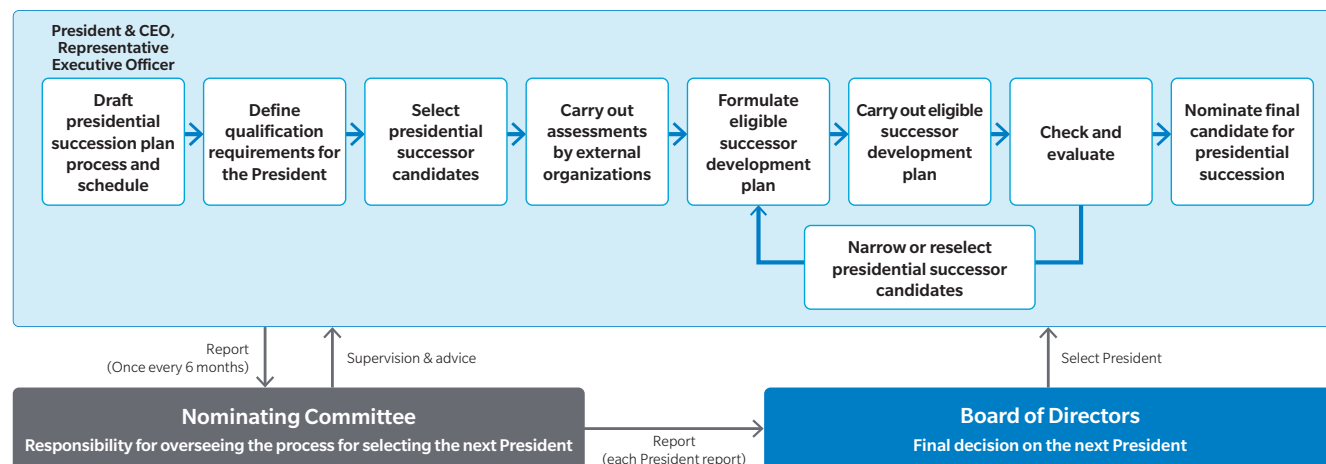 President & CEO,
Representative
Executive Officer
Draft
presidential
succession plan
process and
schedule
Define
qualification
requirements for
the President
Select
presidential
successor
candidates
Carry out
assessments
by external
organizations
Formulate
eligible
successor
development
plan
Carry out eligible
successor
development
plan
Check and
evaluate
Nominate final
candidate for
presidential
succession
Narrow or reselect
presidential successor
candidates
Report
(Once every 6 months)
Supervision & advice
Select President
Nominating Committee
Responsibility for overseeing the process for selecting the next President
Report
(each President report)
Board of Directors
Final decision on the next President